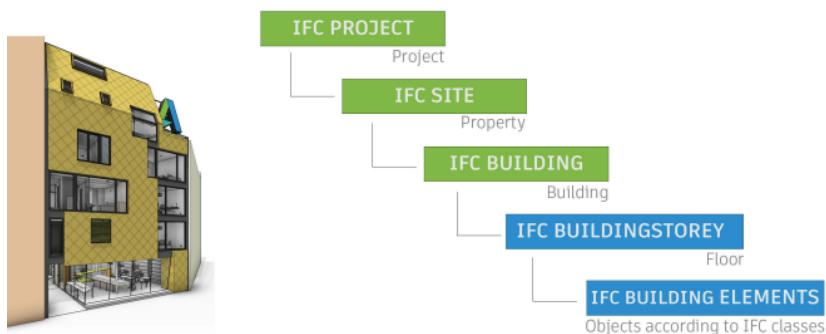 IFC PROJECT
Project
IFC SITE
Property
IFC BUILDING
Building
IFC BUILDINGSTOREY
Floor
IFC BUILDING ELEMENTS
Objects according to IFC classes